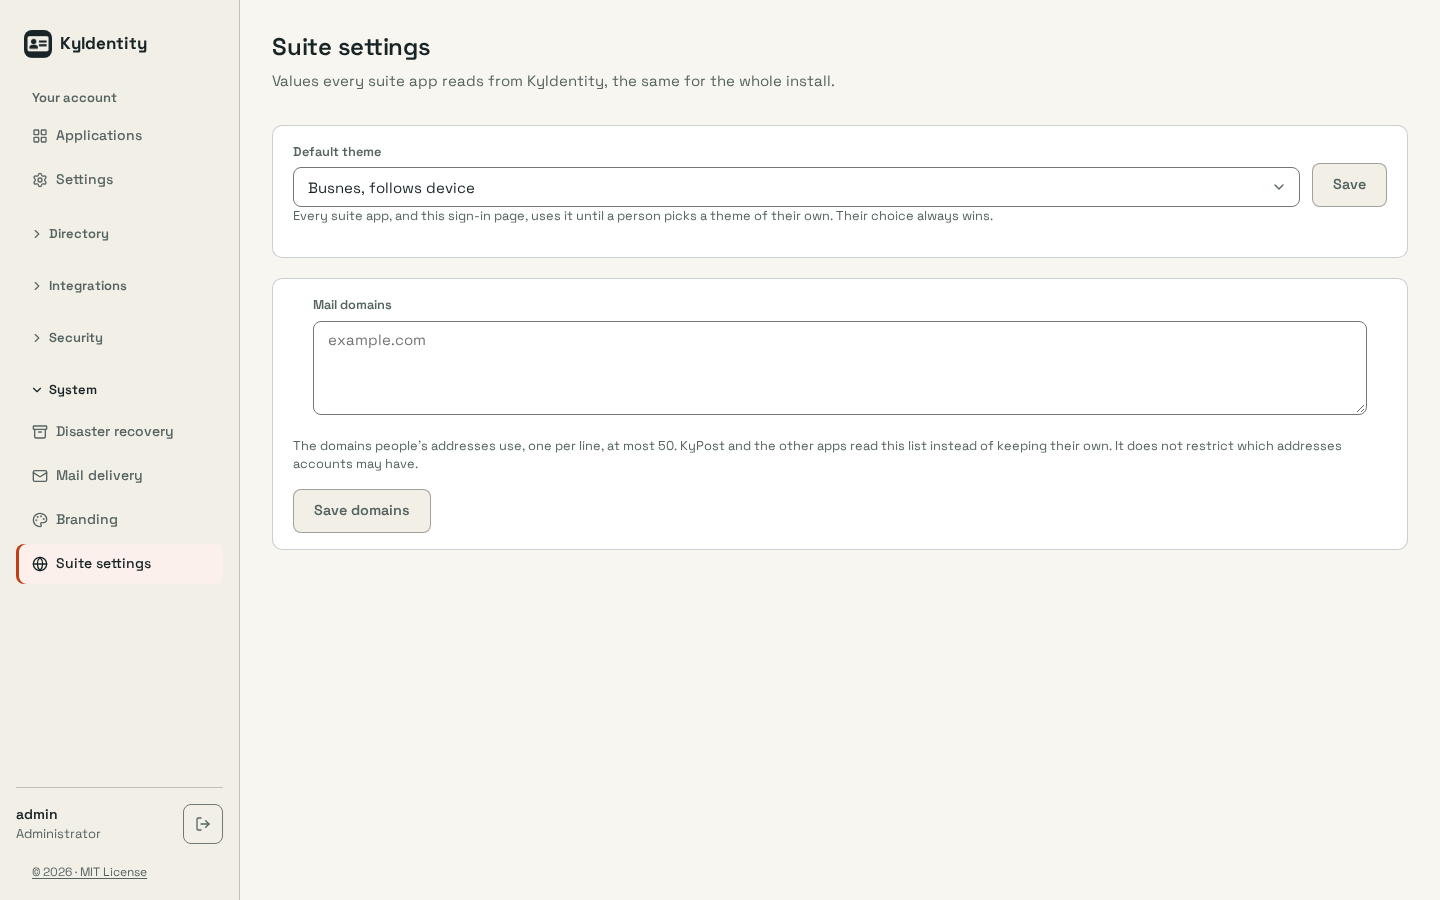 KyIdentity
Your account
Applications
Settings
Directory
Integrations
Security
System
Disaster recovery
Mail delivery
Branding
Suite settings
admin
Administrator
© 2026 · MIT License
Suite settings
Values every suite app reads from KyIdentity, the same for the whole install.
Default theme
Busnes, follows device
Save
Every suite app, and this sign-in page, uses it until a person picks a theme of their own. Their choice always wins.
Mail domains
example.com
The domains people's addresses use, one per line, at most 50. KyPost and the other apps read this list instead of keeping their own. It does not restrict which addresses
accounts may have.
Save domains